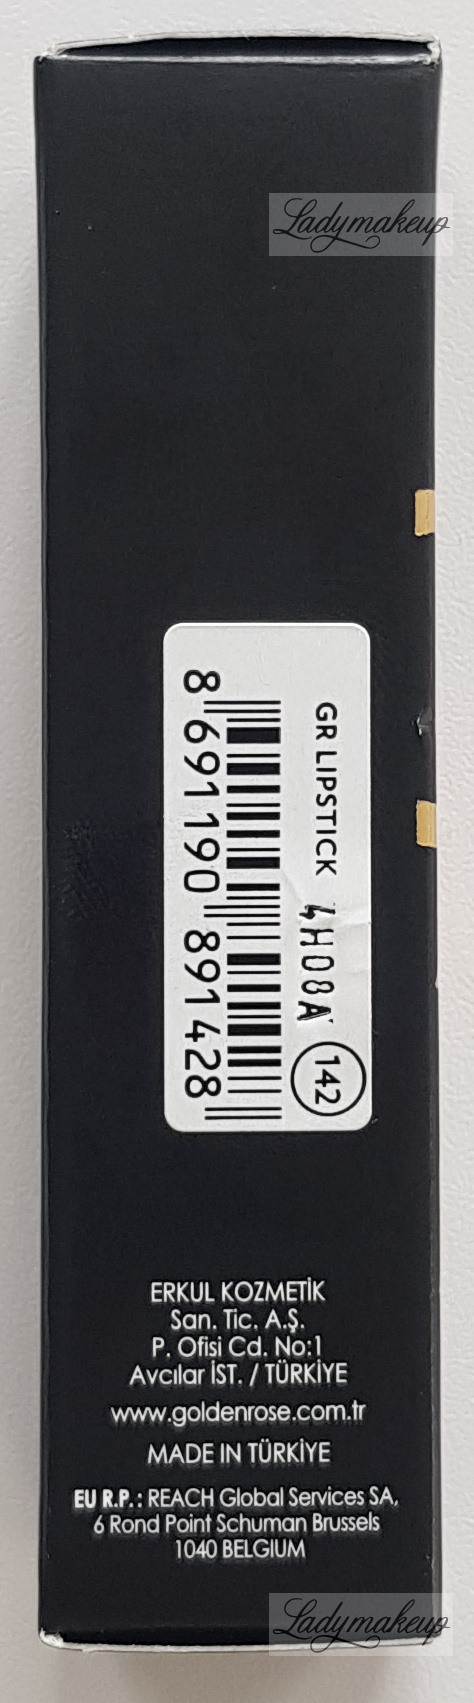 Ladymakeup
GR LIPSTICK 4H08A 142
8 691190 891428
ERKUL KOZMETİK
San. Tic. A.Ş.
P. Ofisi Cd. No:1
Avcılar İST. / TÜRKİYE
www.goldenrose.com.tr
MADE IN TÜRKİYE
EU R.P.: REACH Global Services SA,
6 Rond Point Schuman Brussels
1040 BELGIUM
Ladymakeup